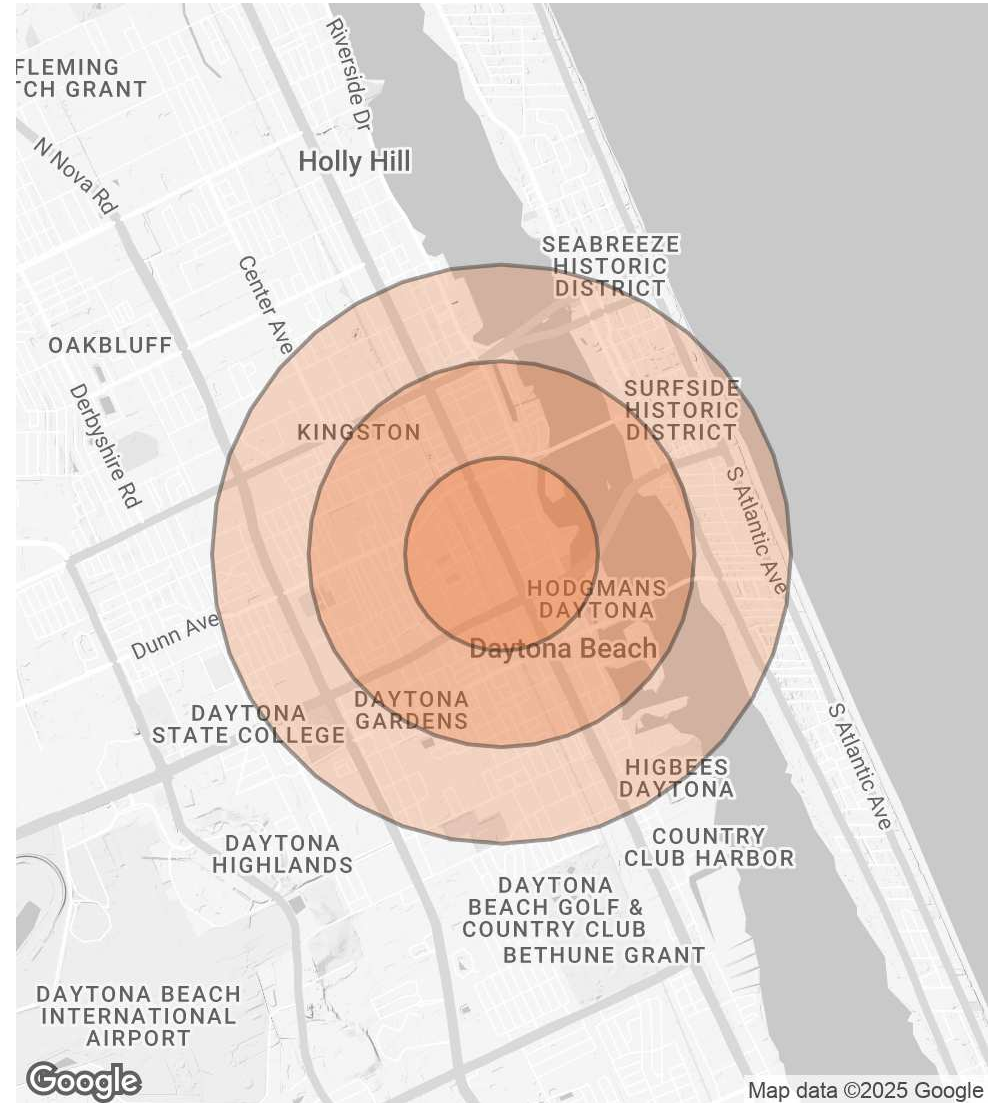 FLEMING
TCH GRANT
Riverside Dr
N Nova Rd
Holly Hill
SEABREEZE
HISTORIC
DISTRICT
Center Ave
OAKBLUFF
Derbyshire Rd
SURFSIDE
HISTORIC
DISTRICT
KINGSTON
S Atlantic Ave
HODGMANS
DAYTONA
Dunn Ave
Daytona Beach
DAYTONA
GARDENS
DAYTONA
STATE COLLEGE
S Atlantic Ave
HIGBEES
DAYTONA
DAYTONA
HIGHLANDS
COUNTRY
CLUB HARBOR
DAYTONA
BEACH GOLF &
COUNTRY CLUB
BETHUNE GRANT
DAYTONA BEACH
INTERNATIONAL
AIRPORT
Google
Map data ©2025 Google